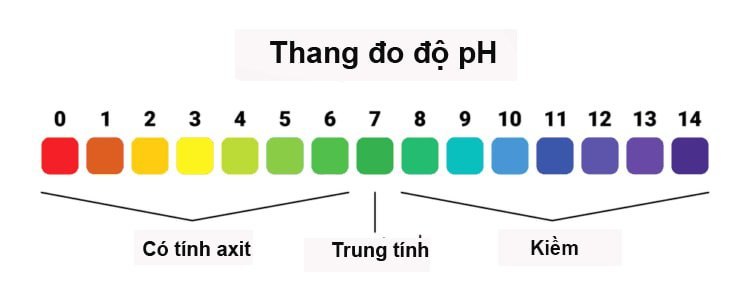 Thang đo độ pH
0 1 2 3 4 5 6 7 8 9 10 11 12 13 14
Có tính axit
Trung tính
Kiềm